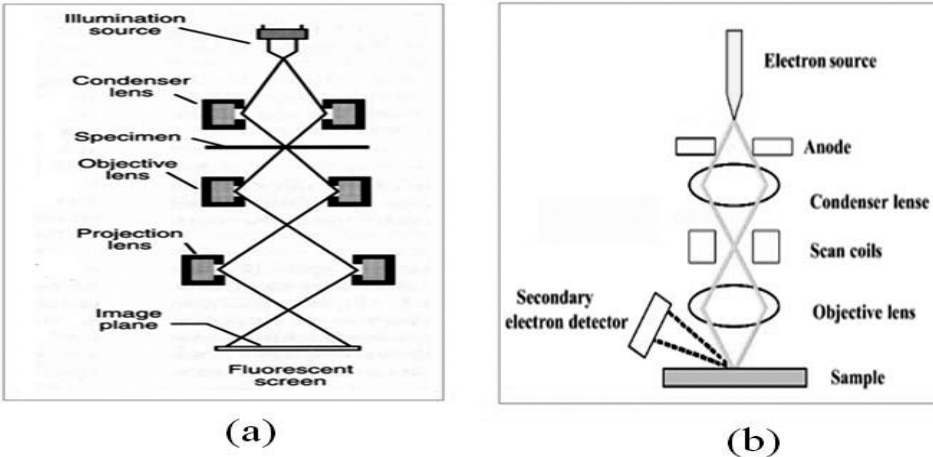 Illumination
source
Condenser
lens
Specimen
Objective
lens
Projection
lens
Image
plane
Fluorescent
screen
(a)
Electron source
Anode
Condenser lense
Scan coils
Secondary
electron detector
Objective lens
Sample
(b)